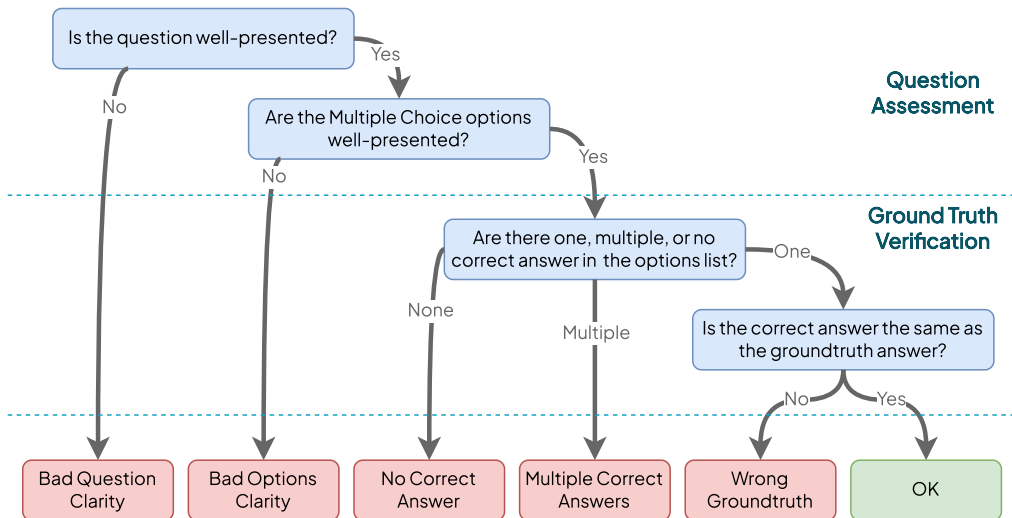 Is the question well-presented?
Yes
Question
Assessment
No
Are the Multiple Choice options
well-presented?
Yes
No
Ground Truth
Verification
Are there one, multiple, or no
correct answer in the options list?
One
None
Multiple
Is the correct answer the same as
the groundtruth answer?
No
Yes
Bad Question
Clarity
Bad Options
Clarity
No Correct
Answer
Multiple Correct
Answers
Wrong
Groundtruth
OK